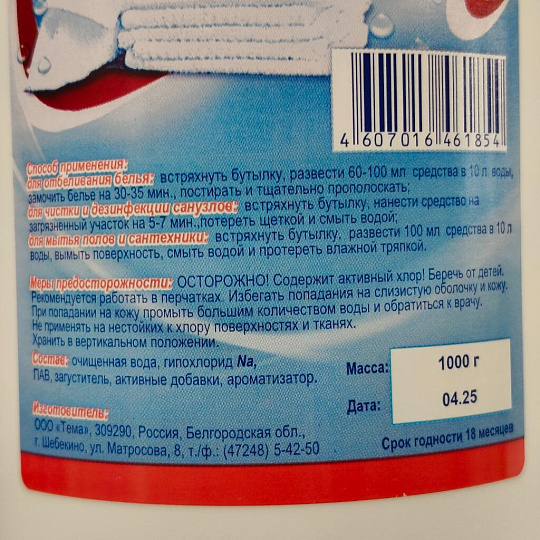 4 607016 461854
Способ применения:
для отбеливания белья: встряхнуть бутылку, развести 60-100 мл средства в 10 л воды,
замочить белье на 30-35 мин., постирать и тщательно прополоскать;
для чистки и дезинфекции санузлов: встряхнуть бутылку, нанести средство на
загрязненный участок на 5-7 мин.,потереть щеткой и смыть водой;
для мытья полов и сантехники: встряхнуть бутылку, развести 100 мл средства в 10 л
воды, вымыть поверхность, смыть водой и протереть влажной тряпкой.
Меры предосторожности: ОСТОРОЖНО! Содержит активный хлор! Беречь от детей.
Рекомендуется работать в перчатках. Избегать попадания на слизистую оболочку и кожу.
При попадании на кожу промыть большим количеством воды и обратиться к врачу.
Не применять на нестойких к хлору поверхностях и тканях.
Хранить в вертикальном положении.
Состав: очищенная вода, гипохлорид Na,
ПАВ, загуститель, активные добавки, ароматизатор.
Масса: 1000 г
Дата: 04.25
Изготовитель:
ООО «Тема», 309290, Россия, Белгородская обл.,
г. Шебекино, ул. Матросова, 8, т./ф.: (47248) 5-42-50
Срок годности 18 месяцев